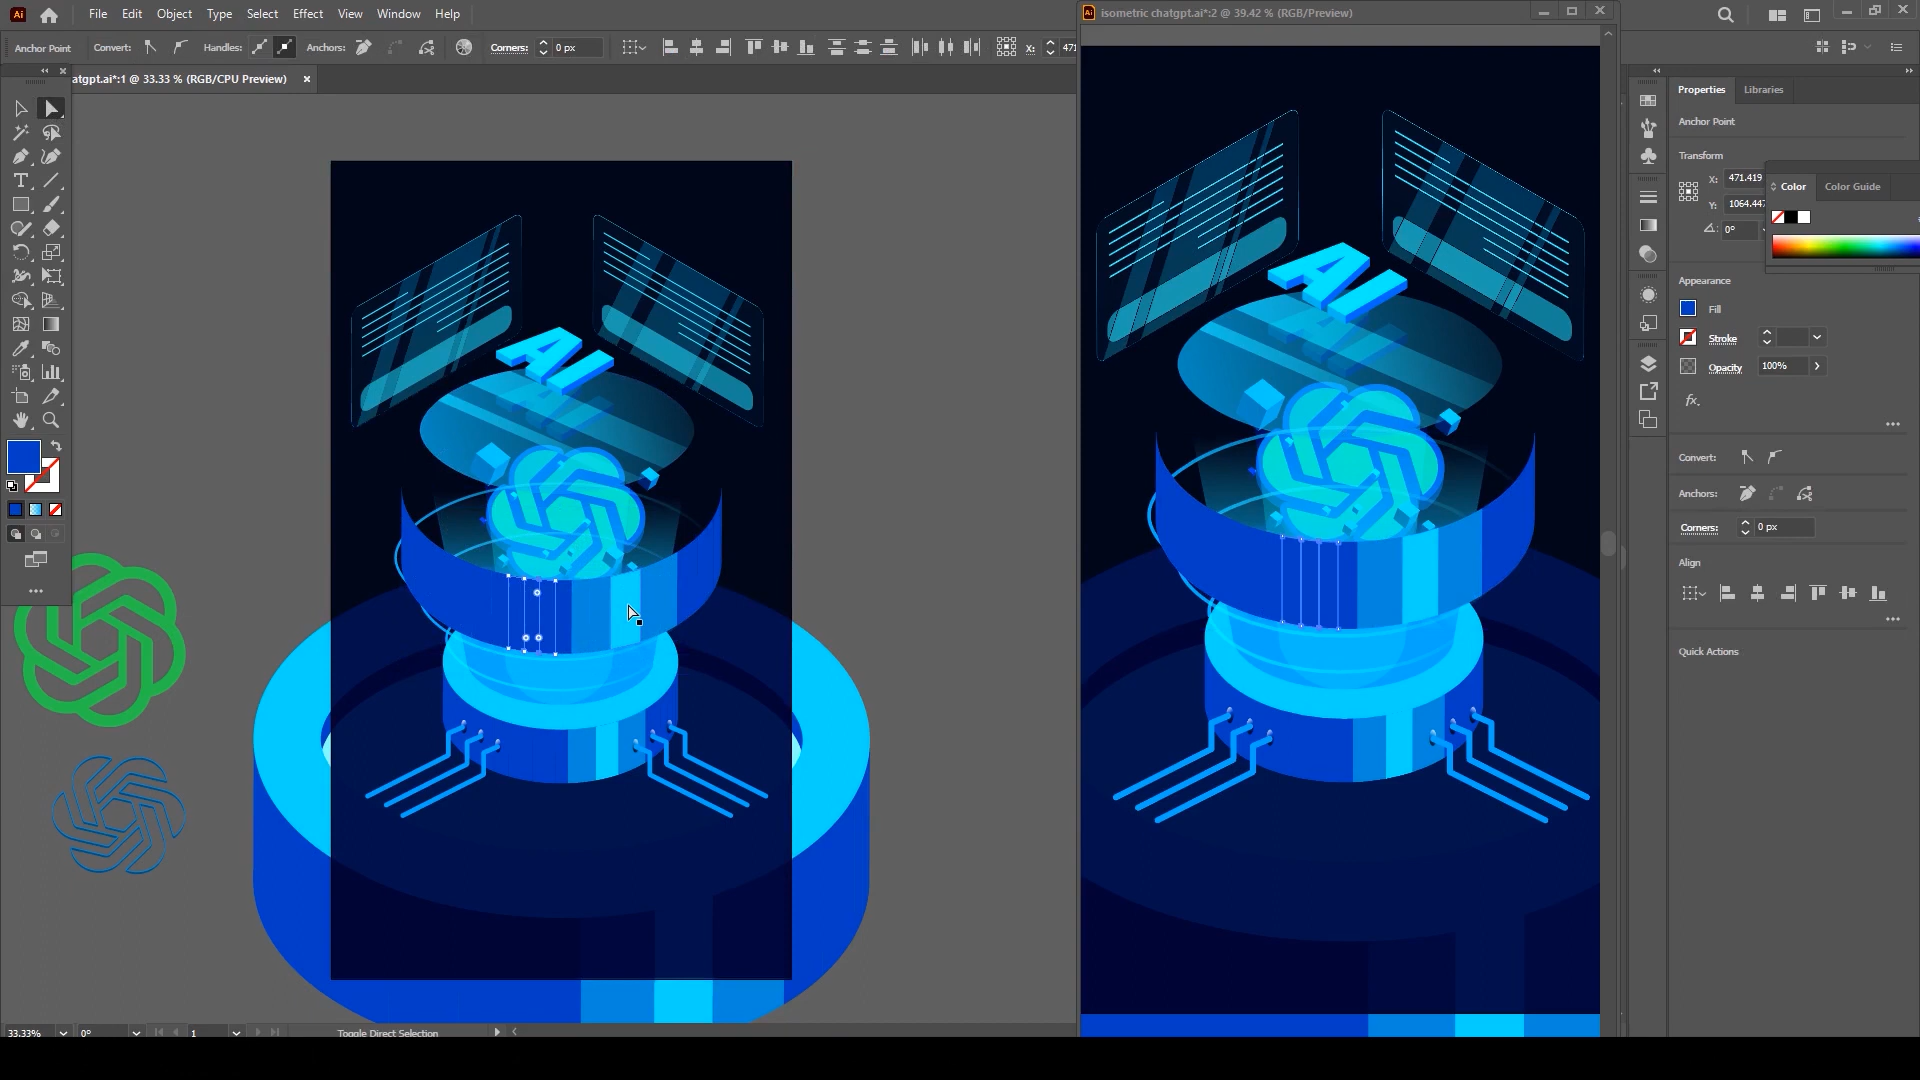 Ai File Edit Object Type Select Effect View Window Help
Ai isometric chatgpt.ai*:2 @ 39.42 % (RGB/Preview)
Anchor Point Convert: Handles: Anchors: Corners: 0 px X: 471
atgpt.ai*:1 @ 33.33 % (RGB/CPU Preview)
Properties Libraries
Anchor Point
Transform
X: 471.419
Y: 1064.447
0°
Color Color Guide
Appearance
Fill
Stroke
Opacity 100%
fx.
Convert:
Anchors:
Corners: 0 px
Align
Quick Actions
AI
AI
33.33% 0° 1 Toggle Direct Selection